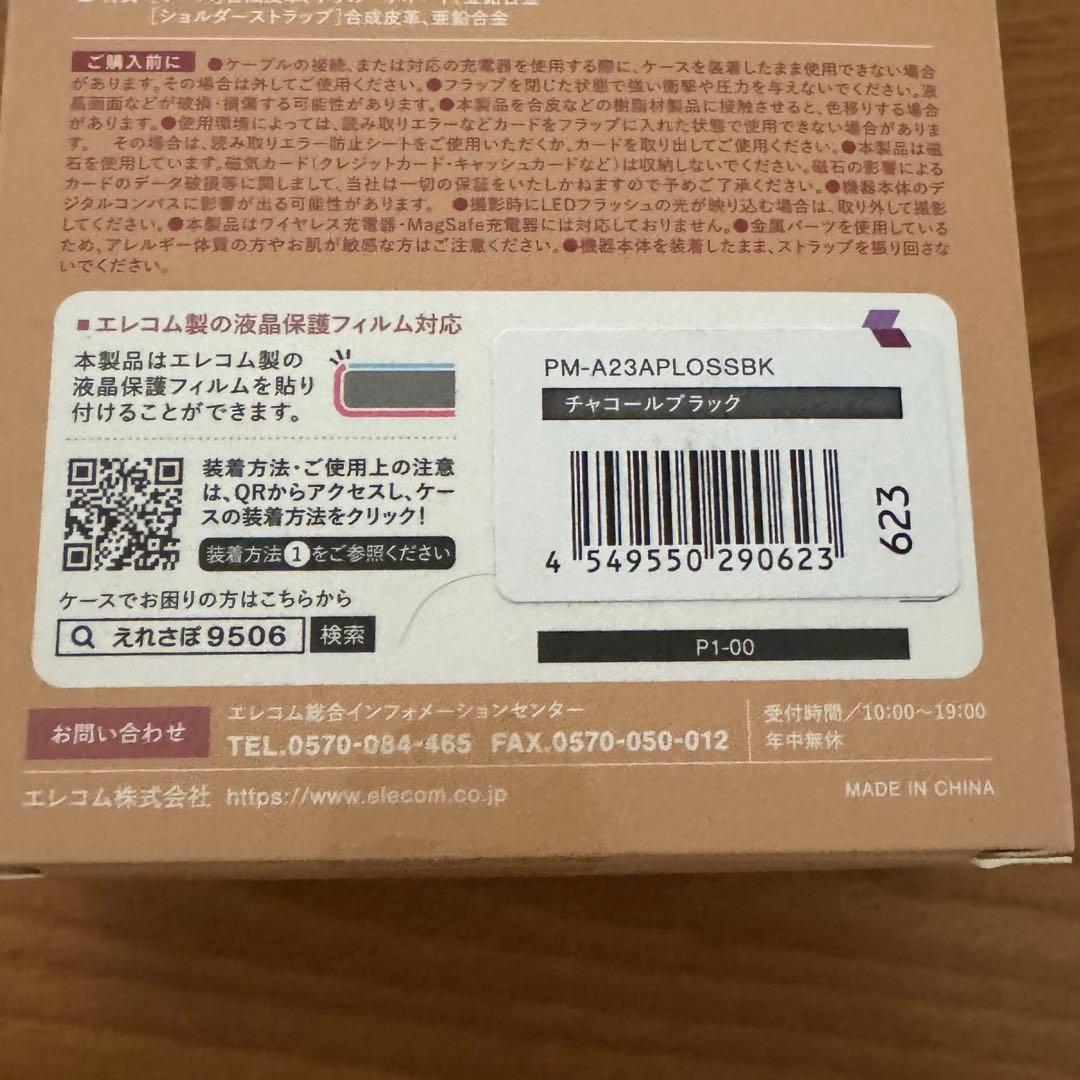 [ショルダーストラップ]合成皮革、亜鉛合金
ご購入前に ●ケーブルの接続、または対応の充電器を使用する際に、ケースを装着したまま使用できない場合
があります。その場合は外してご使用ください。●フラップを閉じた状態で強い衝撃や圧力を与えないでください。液
晶画面などが破損・損傷する可能性があります。●本製品を合皮などの樹脂材製品に接触させると、色移りする場合
があります。●使用環境によっては、読み取りエラーなどカードをフラップに入れた状態で使用できない場合がありま
す。 その場合は、読み取りエラー防止シートをご使用いただくか、カードを取り出してご使用ください。●本製品は磁
石を使用しています。磁気カード(クレジットカード・キャッシュカードなど)は収納しないでください。磁石の影響による
カードのデータ破損等に関しまして、当社は一切の保証をいたしかねますので予めご了承ください。●機器本体のデ
ジタルコンパスに影響が出る可能性があります。 ●撮影時にLEDフラッシュの光が映り込む場合は、取り外して撮影
してください。●本製品はワイヤレス充電器・MagSafe充電器には対応しておりません。●金属パーツを使用している
ため、アレルギー体質の方やお肌が敏感な方はご注意ください。●機器本体を装着したまま、ストラップを振り回さな
いでください。
■エレコム製の液晶保護フィルム対応
本製品はエレコム製の
液晶保護フィルムを貼り
付けることができます。
装着方法・ご使用上の注意
は、QRからアクセスし、ケー
スの装着方法をクリック!
装着方法①をご参照ください
ケースでお困りの方はこちらから
えれさぽ9506 検索
PM-A23APLOSSBK
チャコールブラック
4 549550 290623
623
P1-00
お問い合わせ
エレコム総合インフォメーションセンター
TEL.0570-084-465 FAX.0570-050-012
受付時間/10:00～19:00
年中無休
エレコム株式会社 https://www.elecom.co.jp
MADE IN CHINA